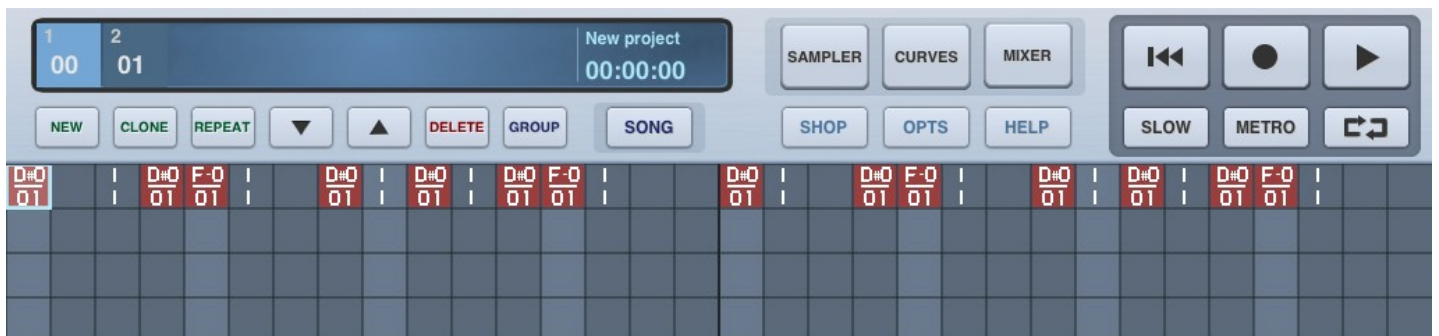 1 2 New project
00 01 00:00:00
SAMPLER CURVES MIXER
NEW CLONE REPEAT DELETE GROUP SONG
SHOP OPTS HELP SLOW METRO
D#0 D#0 F-0 D#0 D#0 D#0 F-0 D#0 D#0 F-0 D#0 D#0 D#0 F-0
01 01 01 01 01 01 01 01 01 01 01 01 01 01